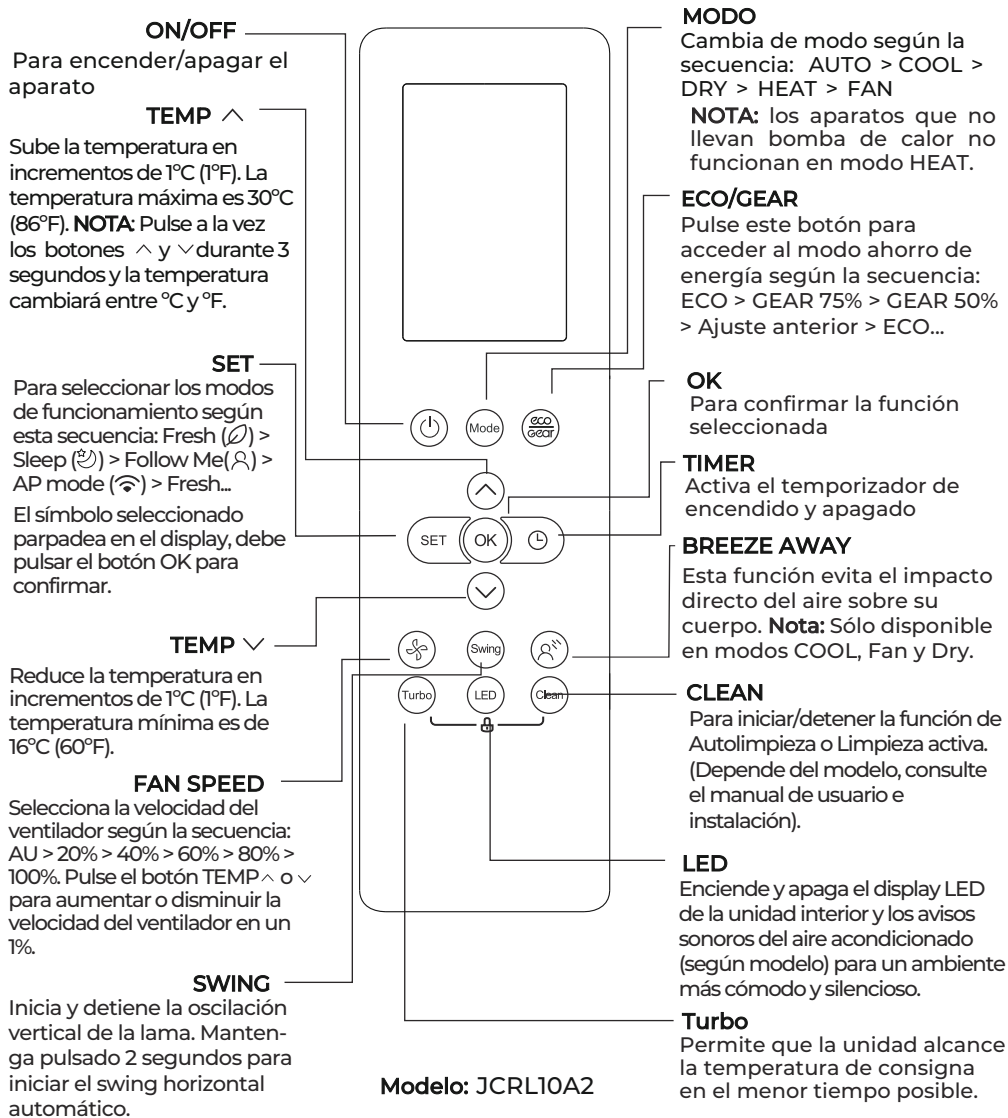 ON/OFF
Para encender/apagar el
aparato
TEMP ︿
Sube la temperatura en
incrementos de 1ºC (1ºF). La
temperatura máxima es 30ºC
(86ºF). NOTA: Pulse a la vez
los botones ︿ y ﹀ durante 3
segundos y la temperatura
cambiará entre ºC y ºF.
SET
Para seleccionar los modos
de funcionamiento según
esta secuencia: Fresh () >
Sleep () > Follow Me() >
AP mode () > Fresh...
El símbolo seleccionado
parpadea en el display, debe
pulsar el botón OK para
confirmar.
TEMP ﹀
Reduce la temperatura en
incrementos de 1ºC (1ºF). La
temperatura mínima es de
16ºC (60ºF).
FAN SPEED
Selecciona la velocidad del
ventilador según la secuencia:
AU > 20% > 40% > 60% > 80% >
100%. Pulse el botón TEMP ︿ o ﹀
para aumentar o disminuir la
velocidad del ventilador en un
1%.
SWING
Inicia y detiene la oscilación
vertical de la lama. Manten-
ga pulsado 2 segundos para
iniciar el swing horizontal
automático.
Mode
eco
Gear
SET
OK
Swing
Turbo
LED
Clean
Modelo: JCRL10A2
MODO
Cambia de modo según la
secuencia: AUTO > COOL >
DRY > HEAT > FAN
NOTA: los aparatos que no
llevan bomba de calor no
funcionan en modo HEAT.
ECO/GEAR
Pulse este botón para
acceder al modo ahorro de
energía según la secuencia:
ECO > GEAR 75% > GEAR 50%
> Ajuste anterior > ECO...
OK
Para confirmar la función
seleccionada
TIMER
Activa el temporizador de
encendido y apagado
BREEZE AWAY
Esta función evita el impacto
directo del aire sobre su
cuerpo. Nota: Sólo disponible
en modos COOL, Fan y Dry.
CLEAN
Para iniciar/detener la función de
Autolimpieza o Limpieza activa.
(Depende del modelo, consulte
el manual de usuario e
instalación).
LED
Enciende y apaga el display LED
de la unidad interior y los avisos
sonoros del aire acondicionado
(según modelo) para un ambiente
más cómodo y silencioso.
Turbo
Permite que la unidad alcance
la temperatura de consigna
en el menor tiempo posible.